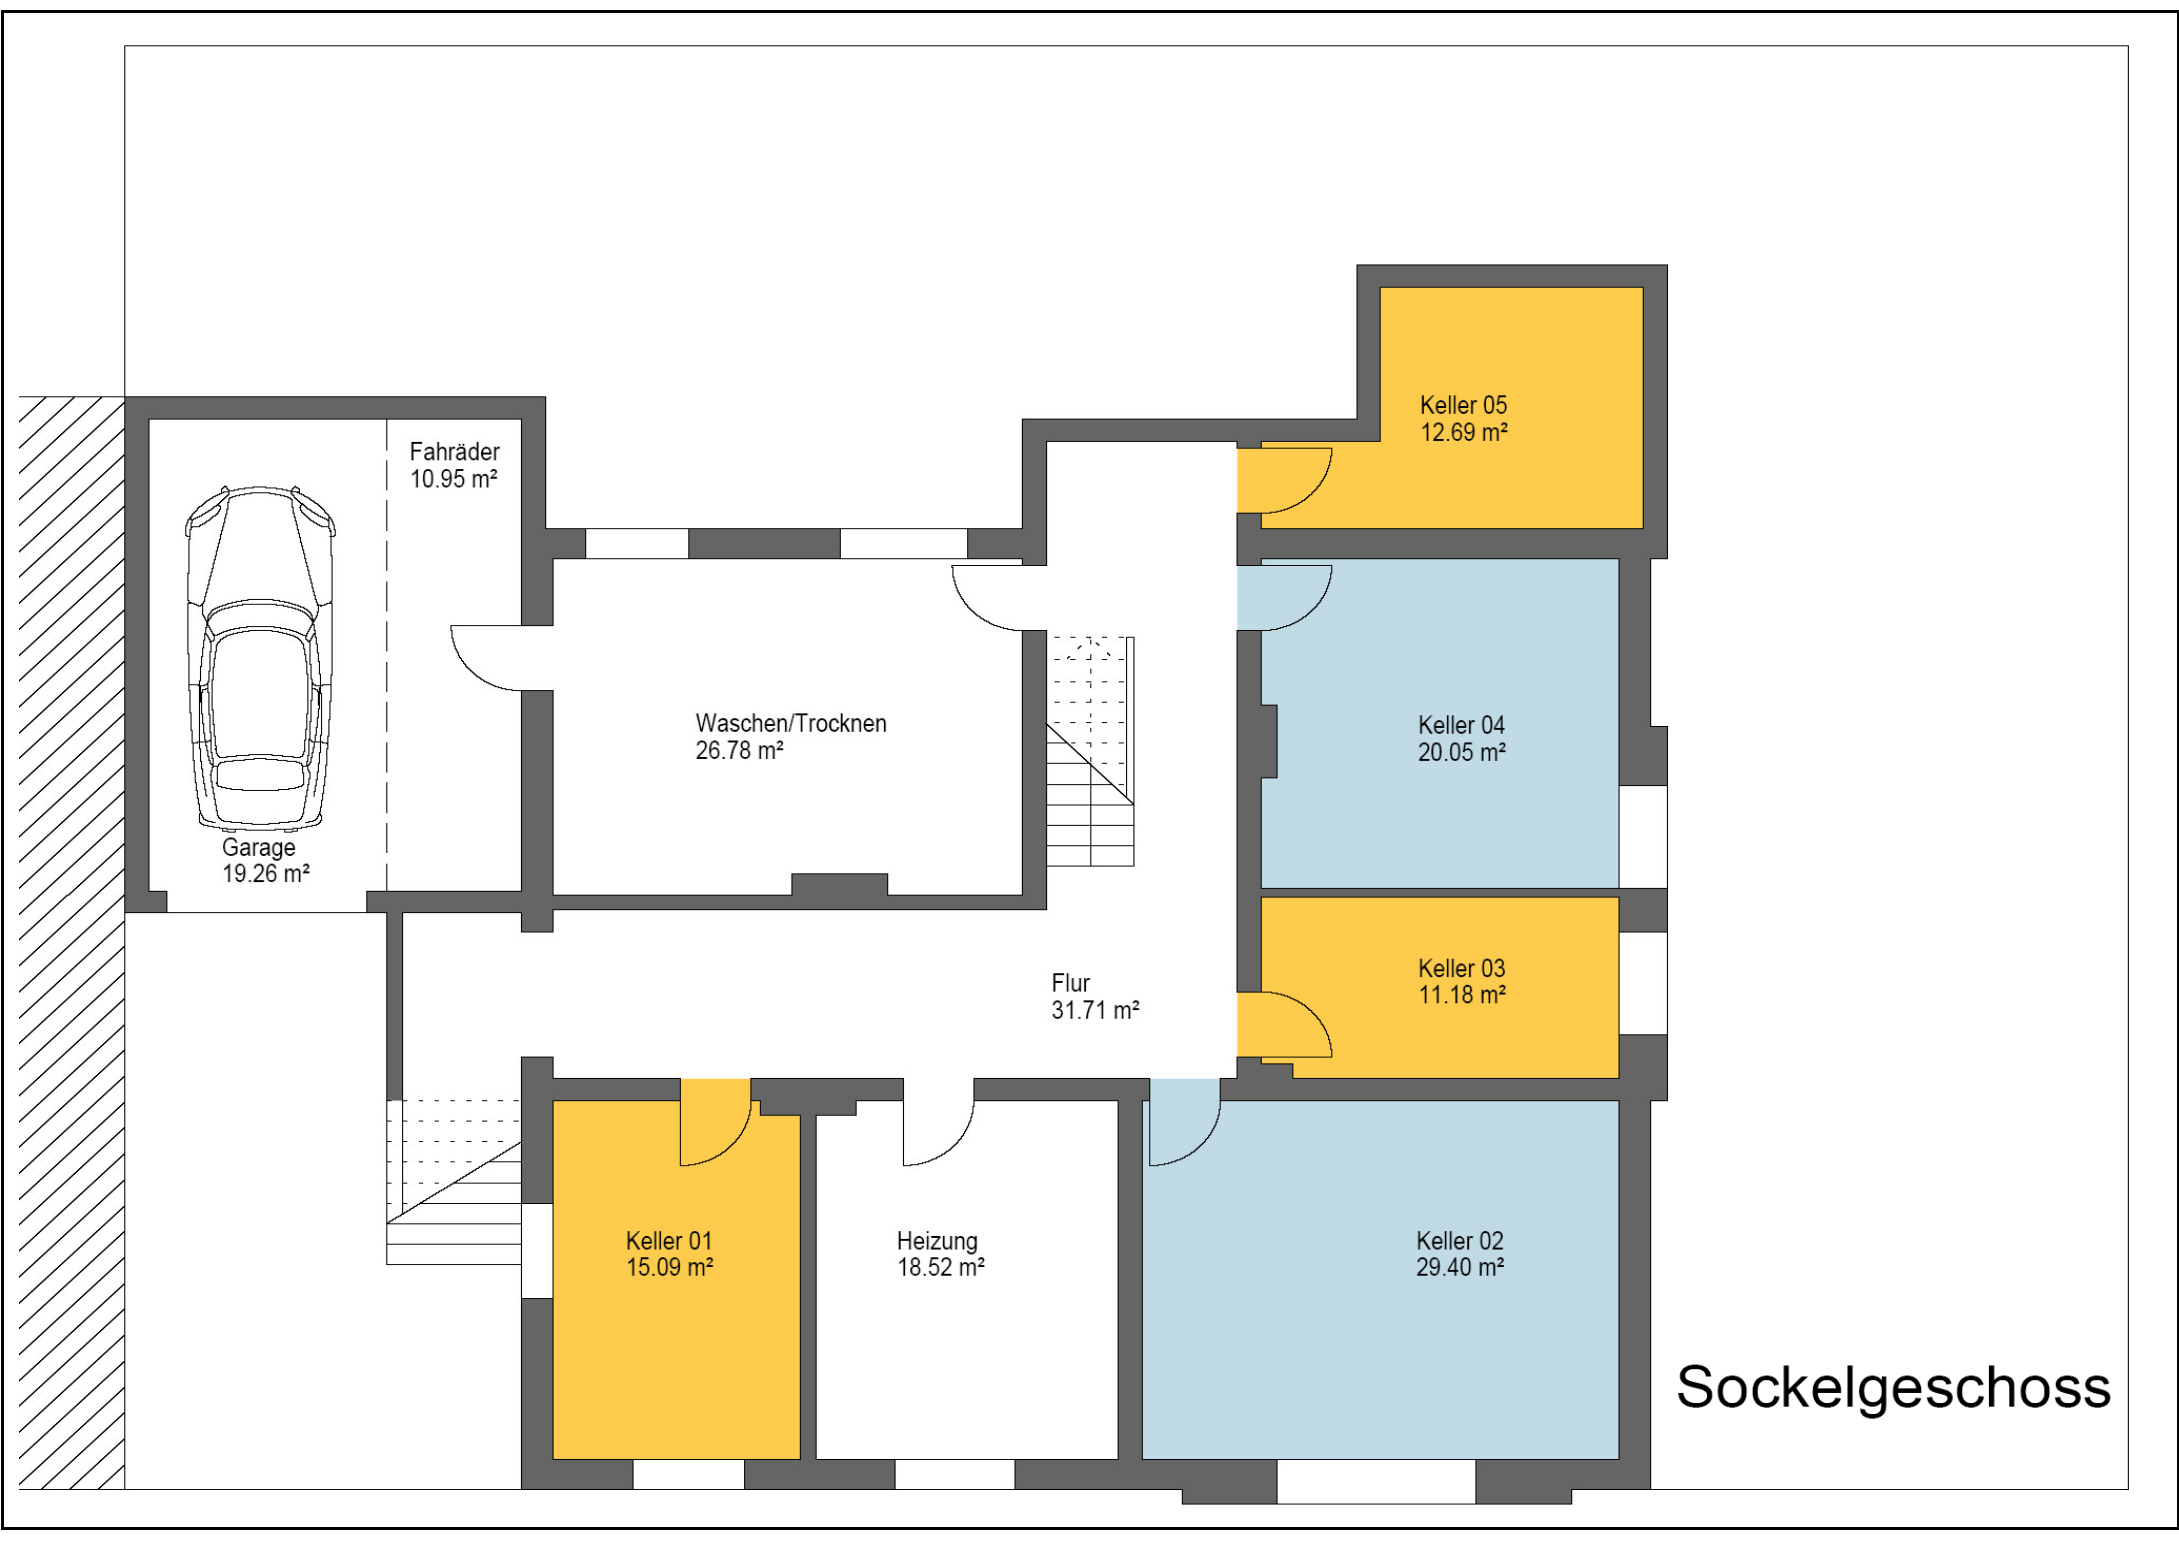 Keller 05
12.69 m²
Fahräder
10.95 m²
Waschen/Trocknen
26.78 m²
Keller 04
20.05 m²
Garage
19.26 m²
Flur
31.71 m²
Keller 03
11.18 m²
Keller 01
15.09 m²
Heizung
18.52 m²
Keller 02
29.40 m²
Sockelgeschoss